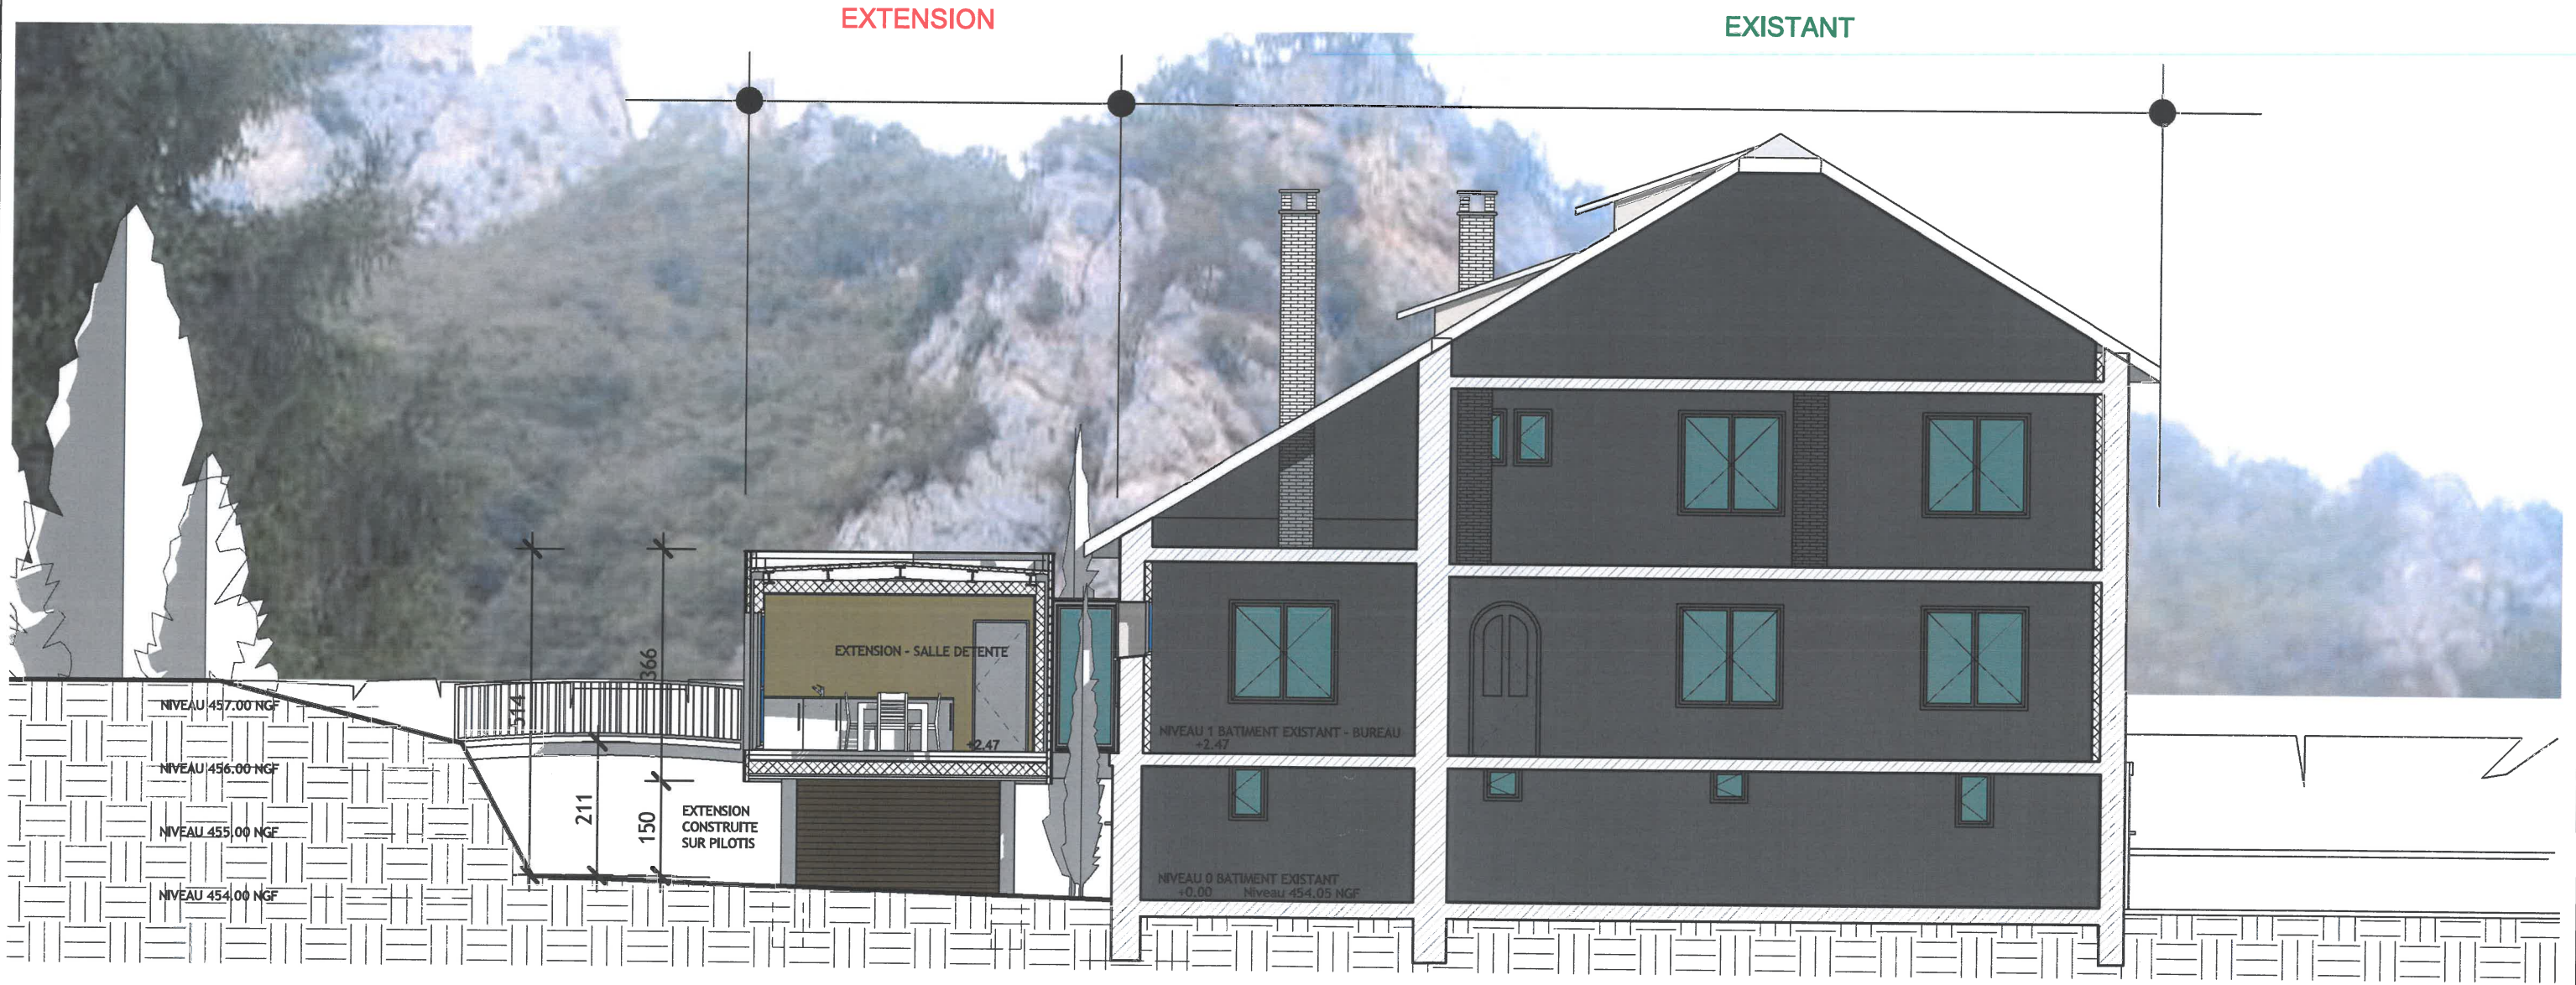 EXTENSION
EXISTANT
366
514
EXTENSION - SALLE DETENTE
+2.47
NIVEAU 457.00 NGF
NIVEAU 456.00 NGF
NIVEAU 455.00 NGF
NIVEAU 454.00 NGF
211
150
EXTENSION
CONSTRUITE
SUR PILOTIS
NIVEAU 1 BATIMENT EXISTANT - BUREAU
+2.47
NIVEAU 0 BATIMENT EXISTANT
+0.00 Niveau 454.05 NGF